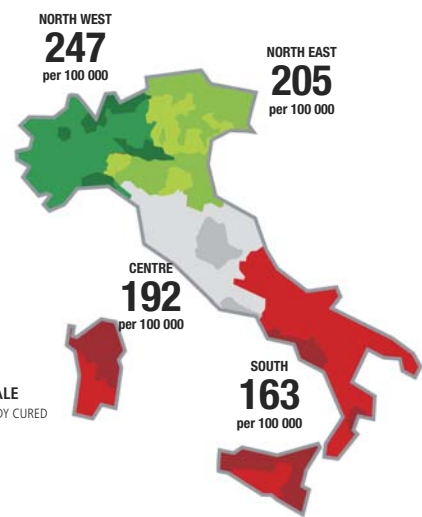 NORTH WEST
247
per 100 000
NORTH EAST
205
per 100 000
CENTRE
192
per 100 000
SOUTH
163
per 100 000
CURED